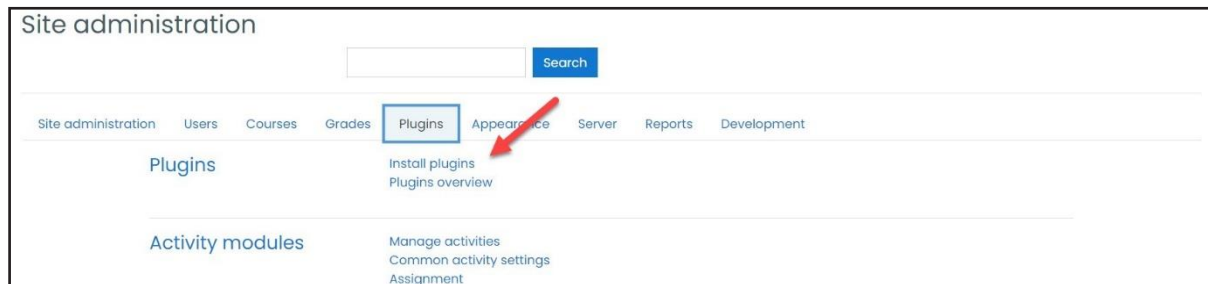 Site administration
Search
Site administration Users Courses Grades Plugins Appearance Server Reports Development
Plugins Install plugins
Plugins overview
Activity modules Manage activities
Common activity settings
Assignment